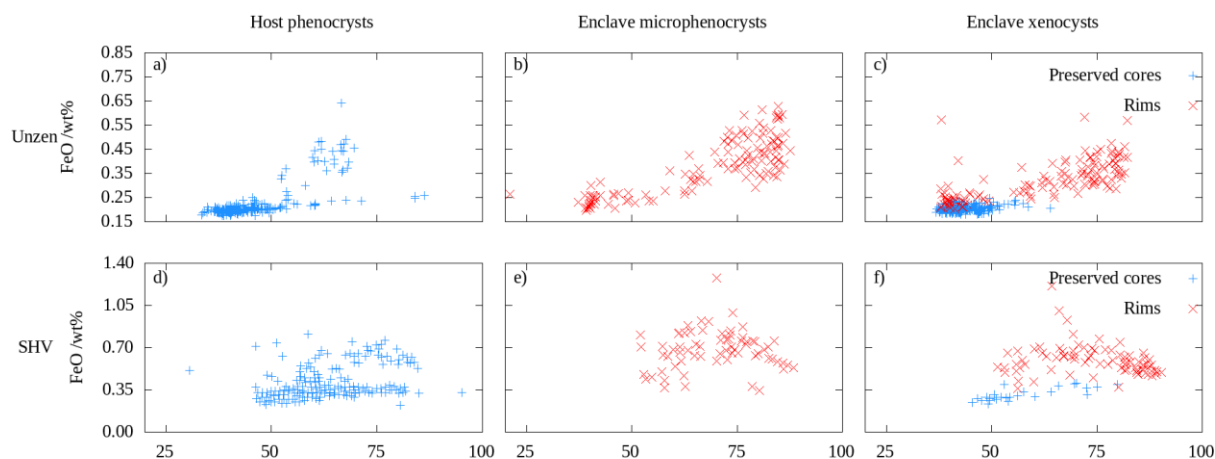 Host phenocrysts Enclave microphenocrysts Enclave xenocysts
0.85 a) b) c) Preserved cores
0.75
0.65 Rims
Unzen FeO /wt% 0.55
0.45
0.35
0.25
0.15
1.40 d) e) f) Preserved cores
1.05 Rims
SHV FeO /wt% 0.70
0.35
0.00
25 50 75 100 25 50 75 100 25 50 75 100